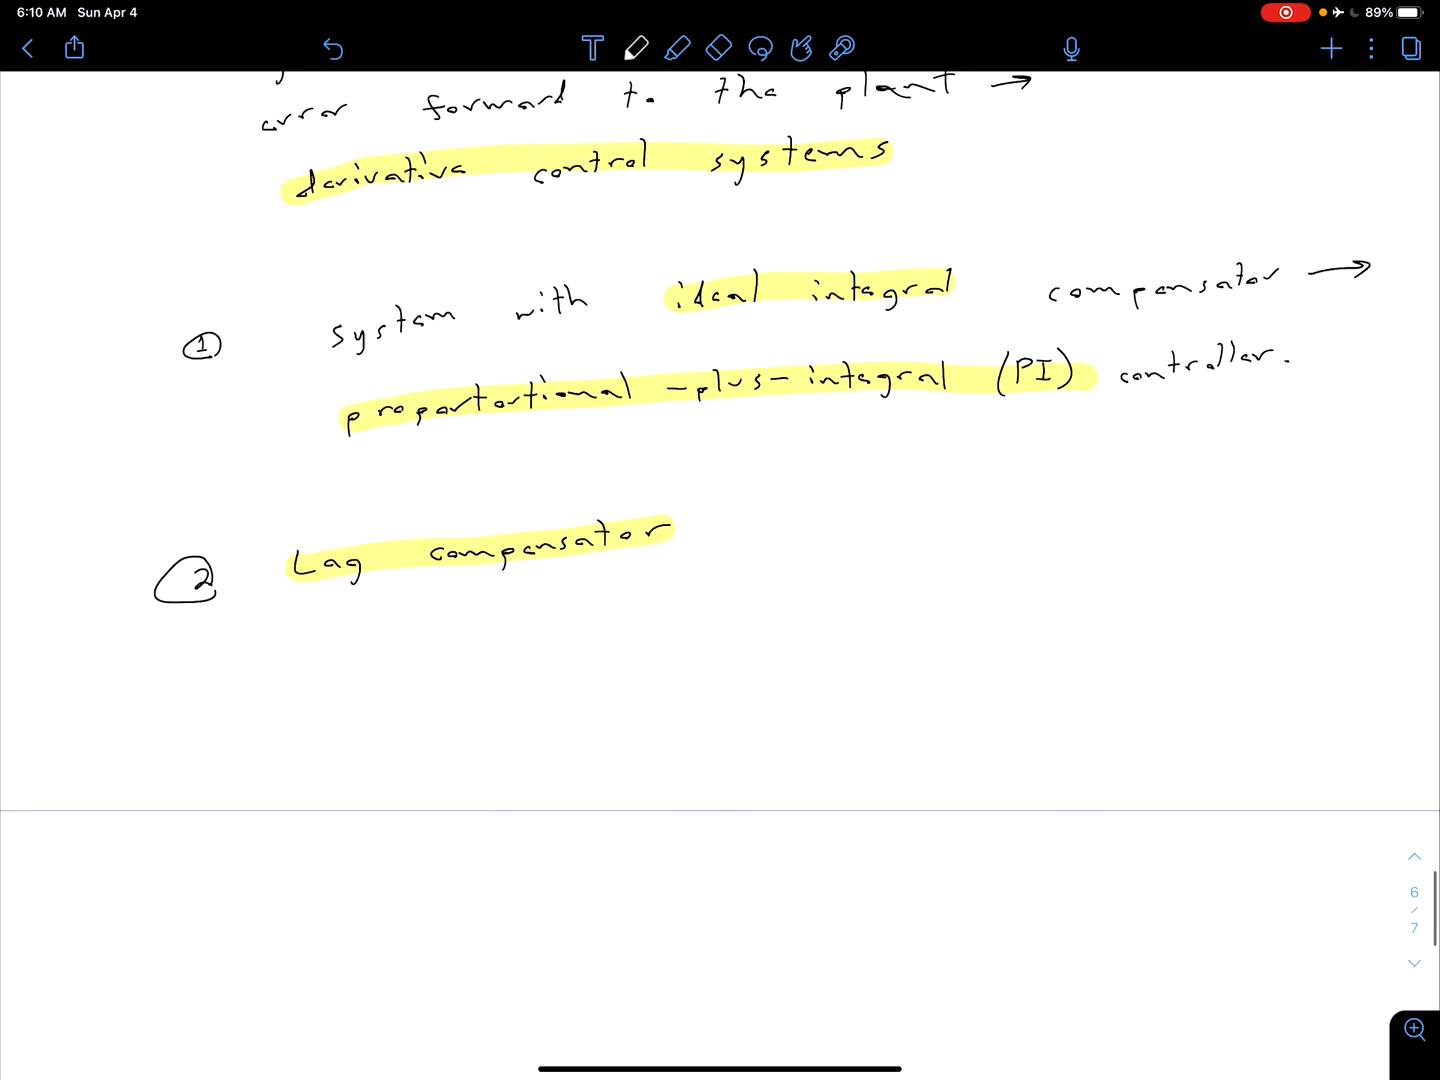 6:10 AM Sun Apr 4
89%
T
error forward to the plant →
derivative control systems
① system with ideal integral compensator →
propartortional -plus-integral (PI) controller.
② Lag compensator
6
/
7